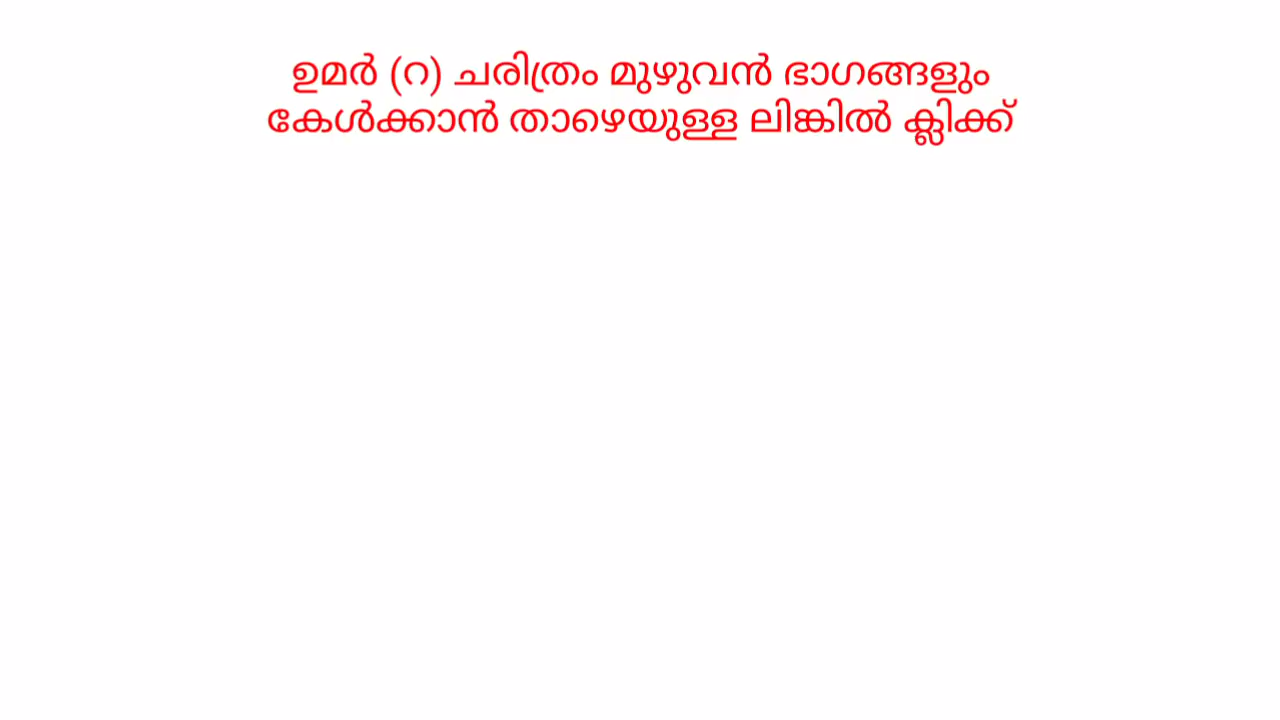 ഉമർ (റ) ചരിത്രം മുഴുവൻ ഭാഗങ്ങളും
കേൾക്കാൻ താഴെയുള്ള ലിങ്കിൽ ക്ലിക്ക്